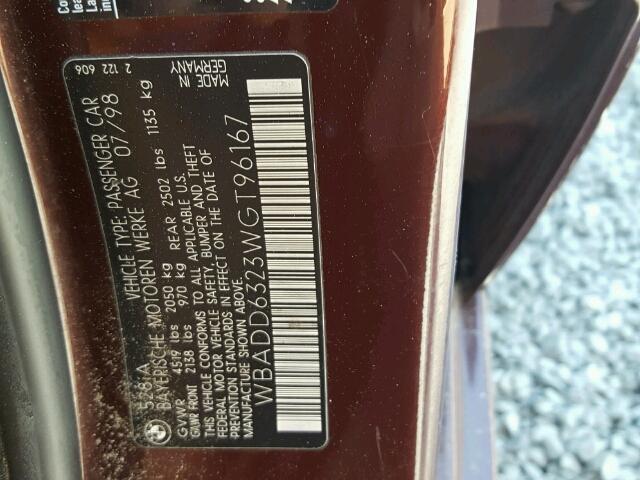 528iA
VEHICLE TYPE: PASSENGER CAR
2 122 606
BAYERISCHE MOTOREN WERKE AG 07/98
GVWR 4519 lbs 2050 kg REAR 2502 lbs 1135 kg
GAWR FRONT 2138 lbs 970 kg
THIS VEHICLE CONFORMS TO ALL APPLICABLE U.S.
FEDERAL MOTOR VEHICLE SAFETY, BUMPER AND THEFT
PREVENTION STANDARDS IN EFFECT ON THE DATE OF
MANUFACTURE SHOWN ABOVE.
MADE IN
GERMANY
WBADD6323WGT96167